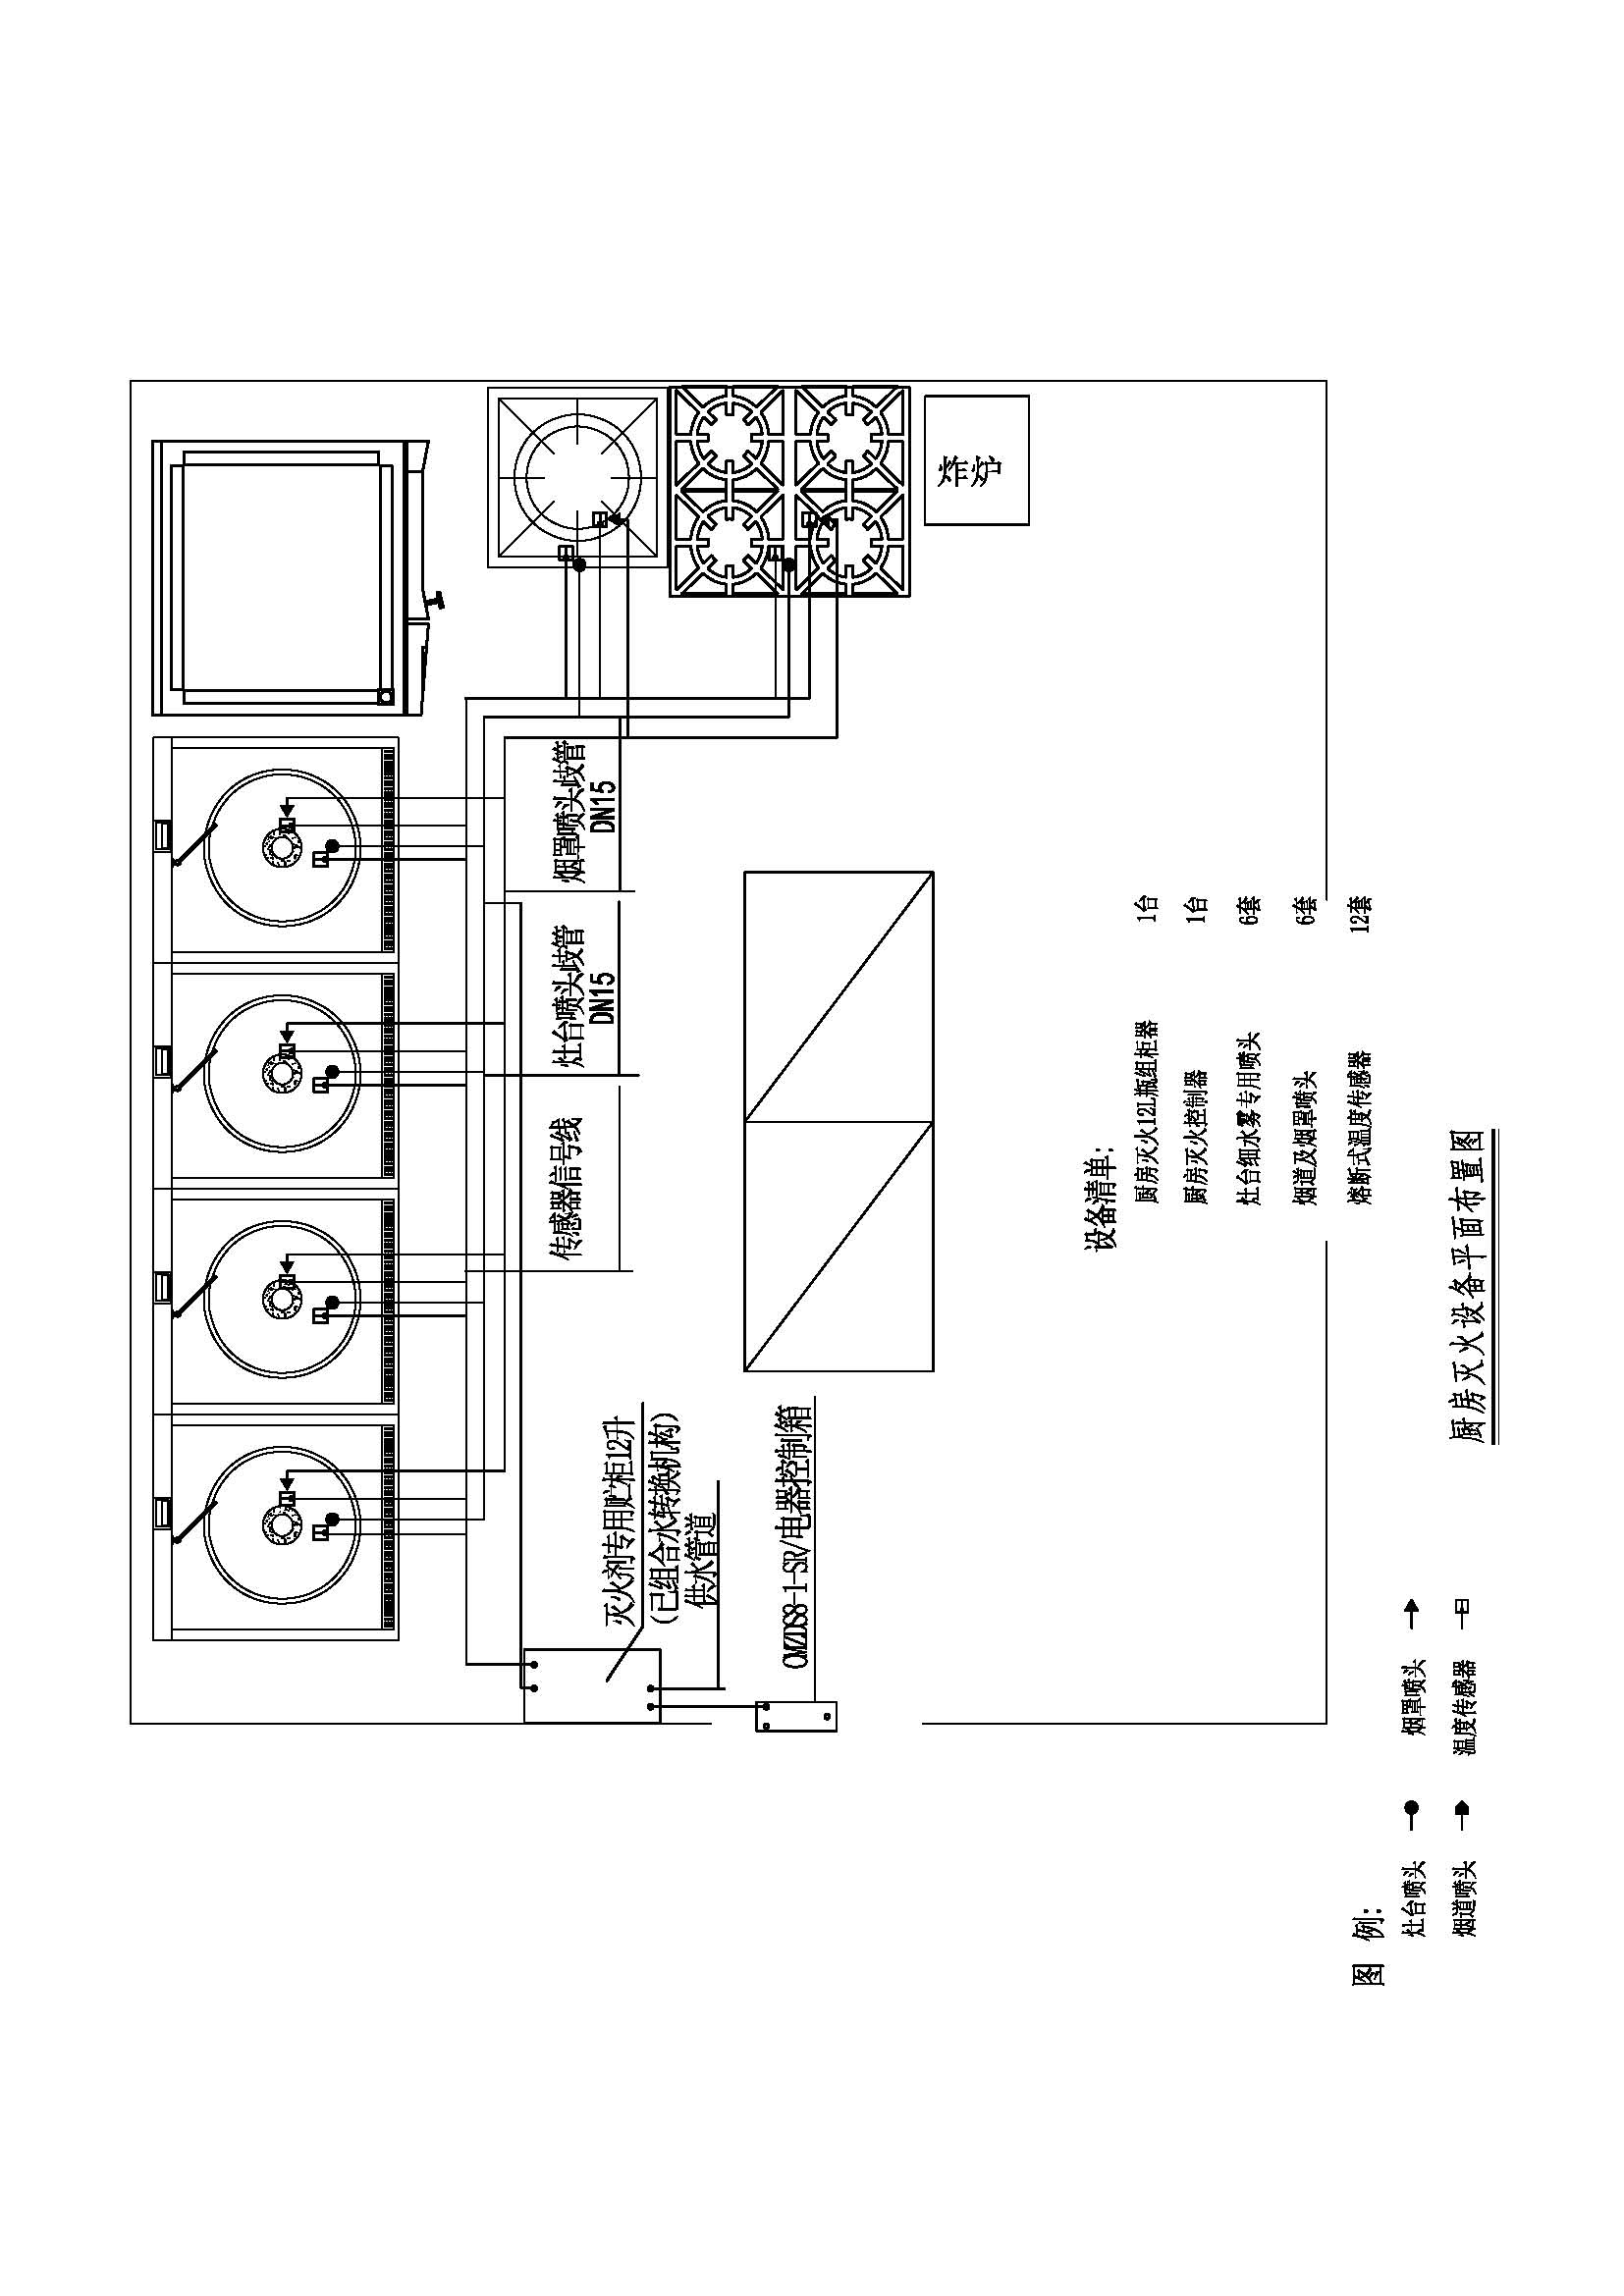 炸炉
烟罩喷头歧管
DN15
灶台喷头歧管
DN15
传感器信号线
灭火剂专用贮柜12升
(已组合水转换机构)
供水管道
CMZDS8-1-SR/电器控制箱
设备清单:
厨房灭火12L瓶组柜器 1台
厨房灭火控制器 1台
灶台细水雾专用喷头 6套
烟道及烟罩喷头 6套
熔断式温度传感器 12套
厨房灭火设备平面布置图
图 例:
灶台喷头 烟罩喷头
烟道喷头 温度传感器